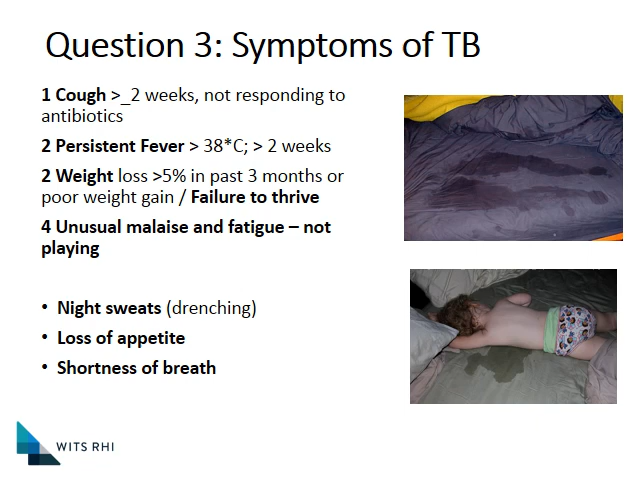 Question 3: Symptoms of TB
1 Cough >_2 weeks, not responding to
antibiotics
2 Persistent Fever > 38*C; > 2 weeks
2 Weight loss >5% in past 3 months or
poor weight gain / Failure to thrive
4 Unusual malaise and fatigue – not
playing
• Night sweats (drenching)
• Loss of appetite
• Shortness of breath
WITS RHI